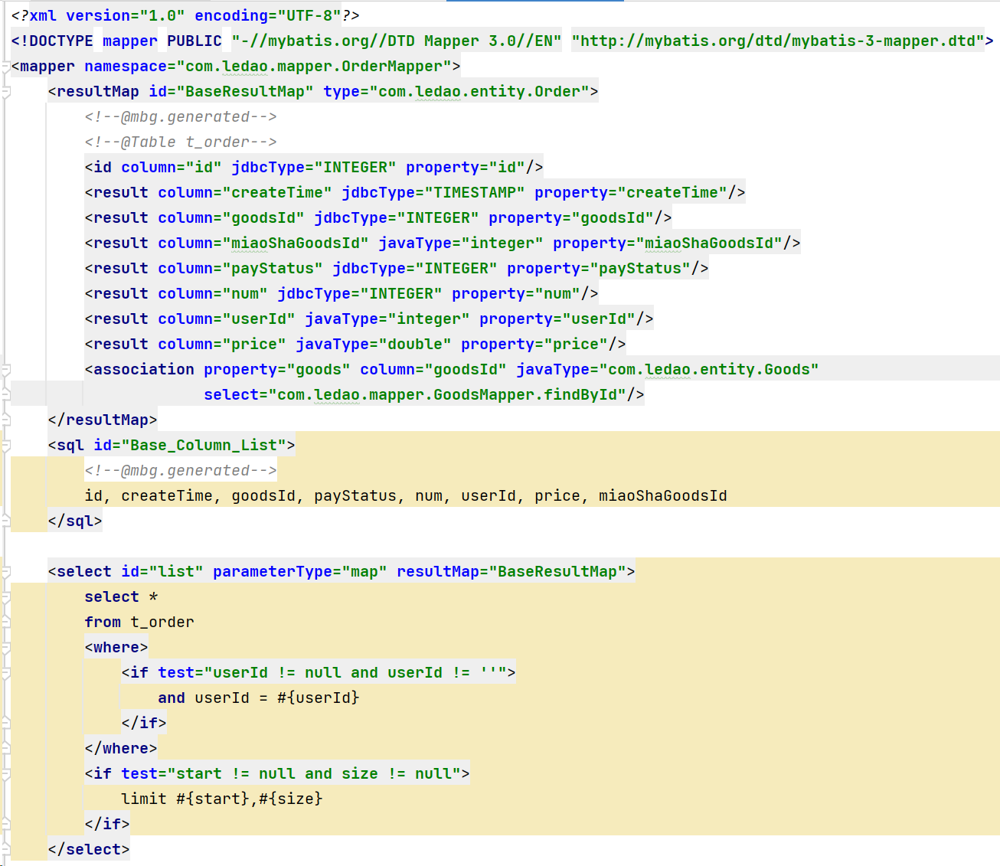 <?xml version="1.0" encoding="UTF-8"?>
<!DOCTYPE mapper PUBLIC "-//mybatis.org//DTD Mapper 3.0//EN" "http://mybatis.org/dtd/mybatis-3-mapper.dtd">
<mapper namespace="com.ledao.mapper.OrderMapper">
    <resultMap id="BaseResultMap" type="com.ledao.entity.Order">
        <!--@mbg.generated-->
        <!--@Table t_order-->
        <id column="id" jdbcType="INTEGER" property="id"/>
        <result column="createTime" jdbcType="TIMESTAMP" property="createTime"/>
        <result column="goodsId" jdbcType="INTEGER" property="goodsId"/>
        <result column="miaoShaGoodsId" javaType="integer" property="miaoShaGoodsId"/>
        <result column="payStatus" jdbcType="INTEGER" property="payStatus"/>
        <result column="num" jdbcType="INTEGER" property="num"/>
        <result column="userId" javaType="integer" property="userId"/>
        <result column="price" javaType="double" property="price"/>
        <association property="goods" column="goodsId" javaType="com.ledao.entity.Goods"
                     select="com.ledao.mapper.GoodsMapper.findById"/>
    </resultMap>
    <sql id="Base_Column_List">
        <!--@mbg.generated-->
        id, createTime, goodsId, payStatus, num, userId, price, miaoShaGoodsId
    </sql>
    <select id="list" parameterType="map" resultMap="BaseResultMap">
        select *
        from t_order
        <where>
            <if test="userId != null and userId != ''">
                and userId = #{userId}
            </if>
        </where>
        <if test="start != null and size != null">
            limit #{start},#{size}
        </if>
    </select>